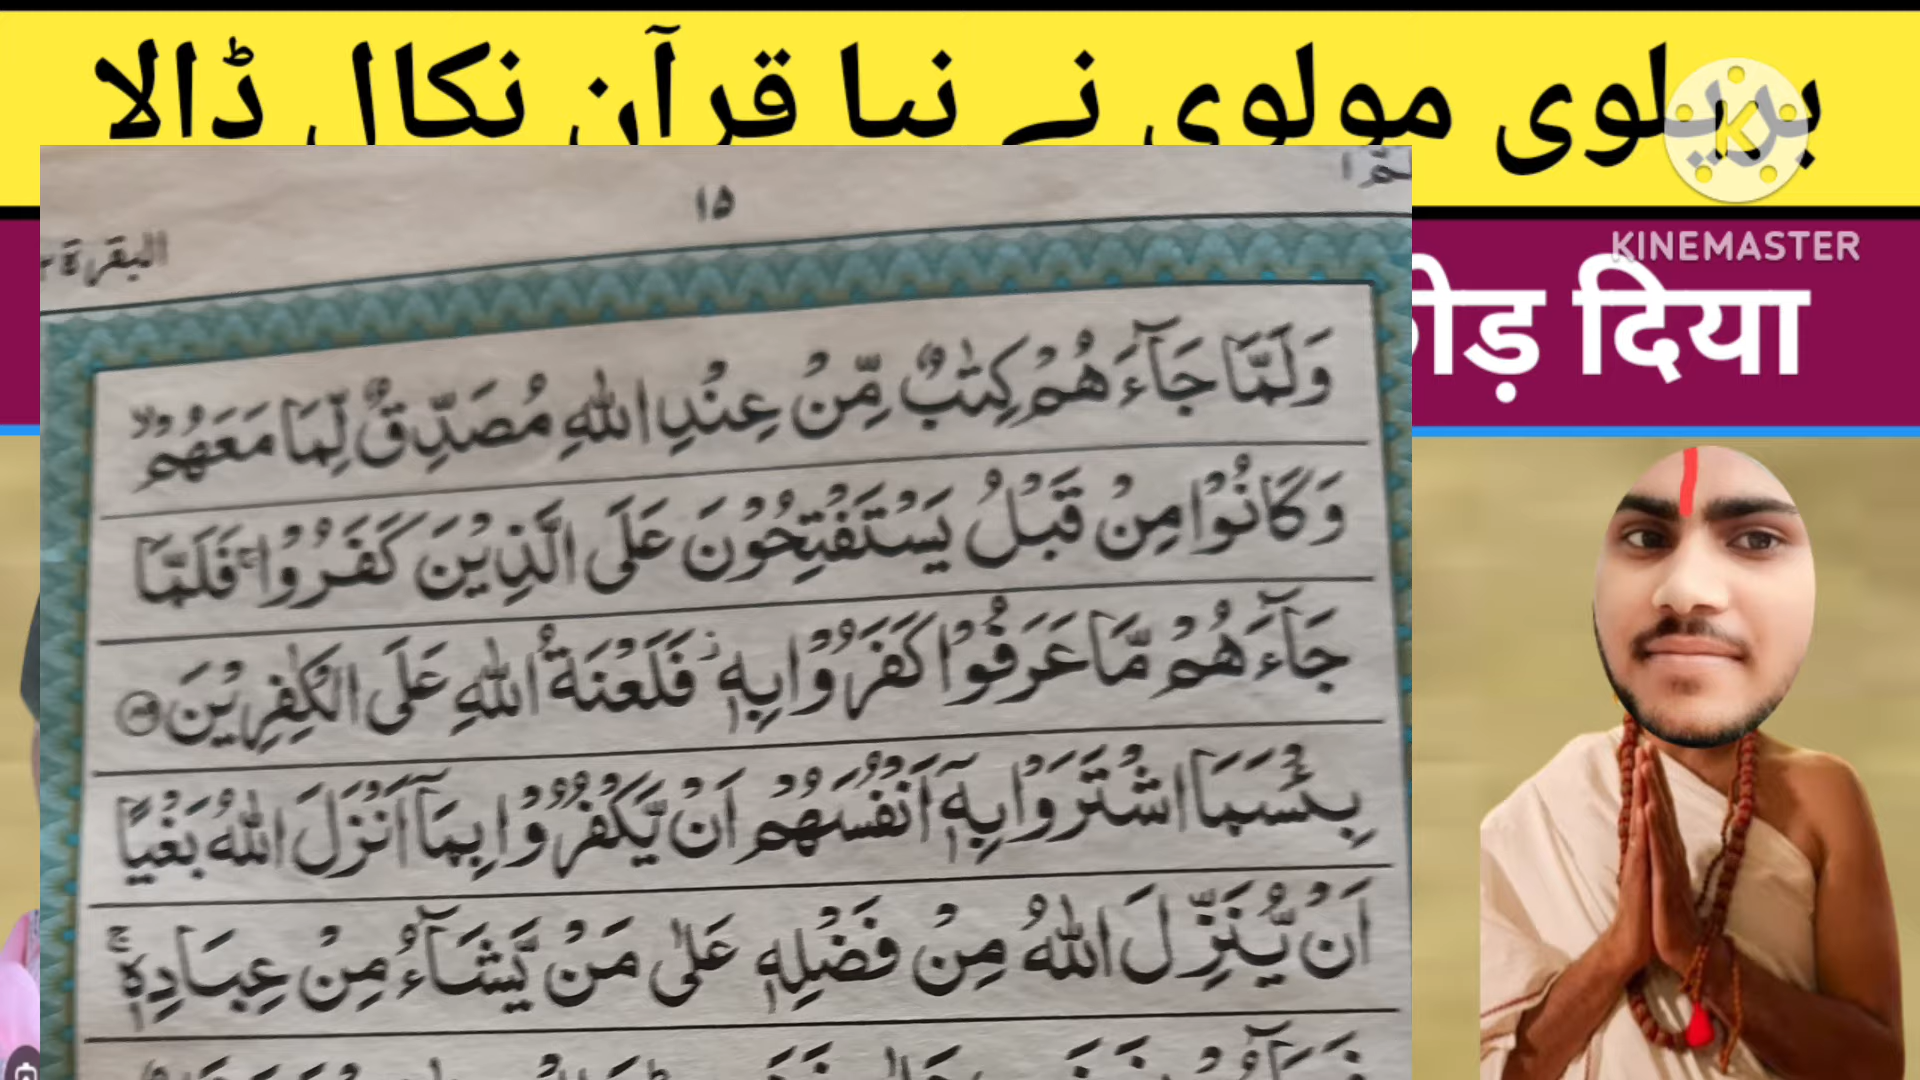 بریلوی مولوی نے نیا قرآن نکال ڈالا
KINEMASTER
दिया
١٥
البقرة
وَلَمَّا جَآءَهُمْ كِتٰبٌ مِّنْ عِنْدِ اللّٰهِ مُصَدِّقٌ لِّمَا مَعَهُمْ ۙ
وَكَانُوْا مِنْ قَبْلُ يَسْتَفْتِحُوْنَ عَلَى الَّذِيْنَ كَفَرُوْا ۚ فَلَمَّا
جَآءَهُمْ مَّا عَرَفُوْا كَفَرُوْا بِهٖ ۫ فَلَعْنَةُ اللّٰهِ عَلَى الْكٰفِرِيْنَ
بِئْسَمَا اشْتَرَوْا بِهٖٓ اَنْفُسَهُمْ اَنْ يَّكْفُرُوْا بِمَآ اَنْزَلَ اللّٰهُ بَغْيًا
اَنْ يُّنَزِّلَ اللّٰهُ مِنْ فَضْلِهٖ عَلٰى مَنْ يَّشَآءُ مِنْ عِبَادِهٖ ۚ